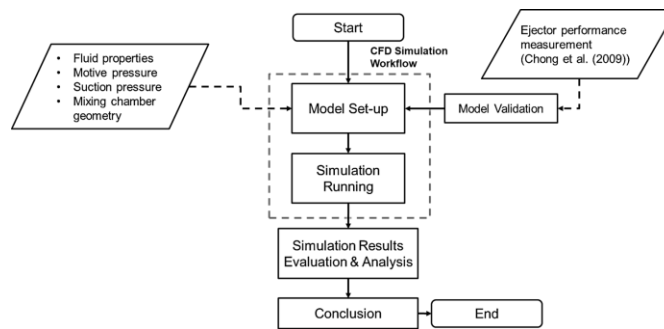 Start
CFD Simulation
Workflow
• Fluid properties
• Motive pressure
• Suction pressure
• Mixing chamber
geometry
Ejector performance
measurement
(Chong et al. (2009))
Model Set-up
Model Validation
Simulation
Running
Simulation Results
Evaluation & Analysis
Conclusion
End